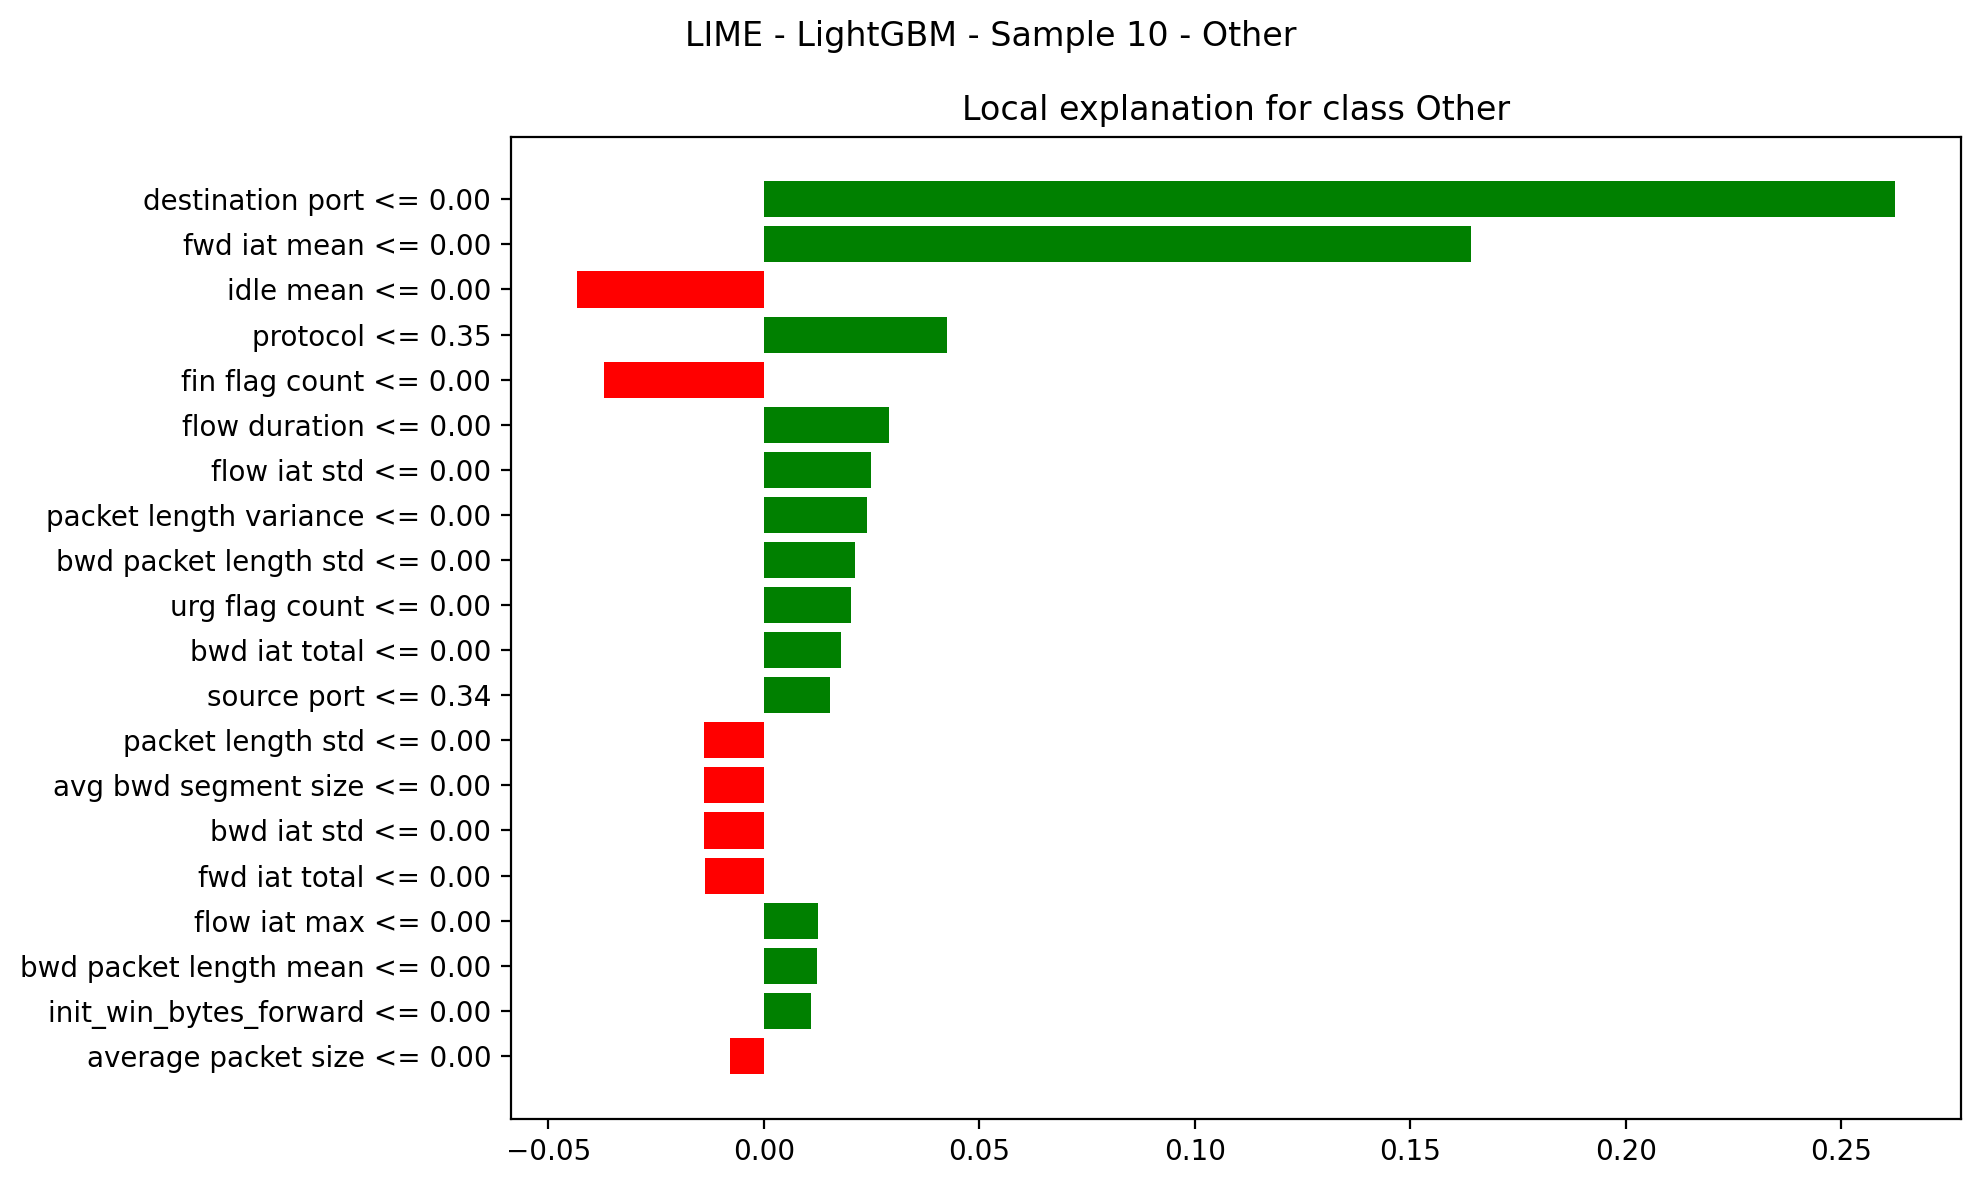 LIME - LightGBM - Sample 10 - Other
Local explanation for class Other
destination port <= 0.00
fwd iat mean <= 0.00
idle mean <= 0.00
protocol <= 0.35
fin flag count <= 0.00
flow duration <= 0.00
flow iat std <= 0.00
packet length variance <= 0.00
bwd packet length std <= 0.00
urg flag count <= 0.00
bwd iat total <= 0.00
source port <= 0.34
packet length std <= 0.00
avg bwd segment size <= 0.00
bwd iat std <= 0.00
fwd iat total <= 0.00
flow iat max <= 0.00
bwd packet length mean <= 0.00
init_win_bytes_forward <= 0.00
average packet size <= 0.00
−0.05 0.00 0.05 0.10 0.15 0.20 0.25